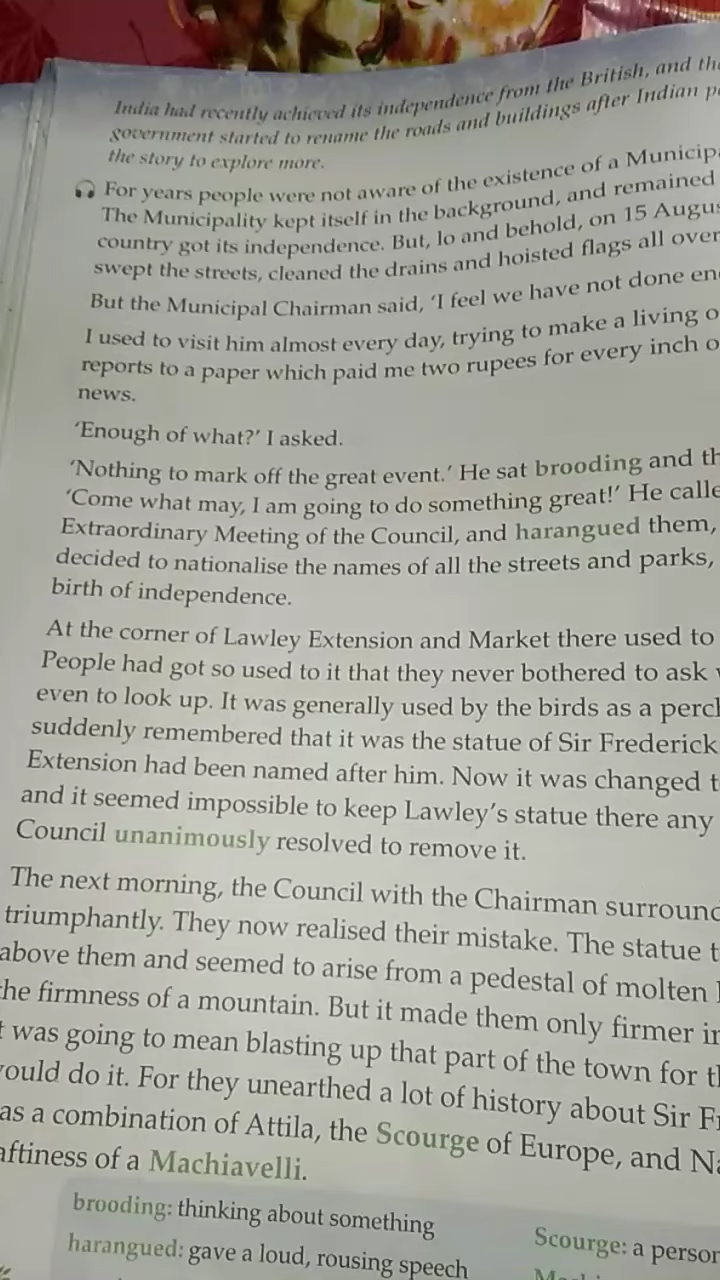 India had recently achieved its independence from the British, and
government started to rename the roads and buildings after Indian
the story to explore more.
For years people were not aware of the existence of a
The Municipality kept itself in the background, and remained
country got its independence. But, lo and behold, on 15
swept the streets, cleaned the drains and hoisted flags all over
But the Municipal Chairman said, 'I feel we have not done
I used to visit him almost every day, trying to make a living
reports to a paper which paid me two rupees for every inch
news.
'Enough of what?' I asked.
'Nothing to mark off the great event.' He sat brooding and
'Come what may, I am going to do something great!' He
Extraordinary Meeting of the Council, and harangued them,
decided to nationalise the names of all the streets and parks,
birth of independence.
At the corner of Lawley Extension and Market there used to
People had got so used to it that they never bothered to ask
even to look up. It was generally used by the birds as a
suddenly remembered that it was the statue of Sir Frederick
Extension had been named after him. Now it was changed
and it seemed impossible to keep Lawley's statue there any
Council unanimously resolved to remove it.
The next morning, the Council with the Chairman
triumphantly. They now realised their mistake. The statue
above them and seemed to arise from a pedestal of molten
the firmness of a mountain. But it made them only firmer
was going to mean blasting up that part of the town for
would do it. For they unearthed a lot of history about Sir
as a combination of Attila, the Scourge of Europe, and
of a Machiavelli.
brooding: thinking about something
Scourge: a
harangued: gave a loud, rousing speech